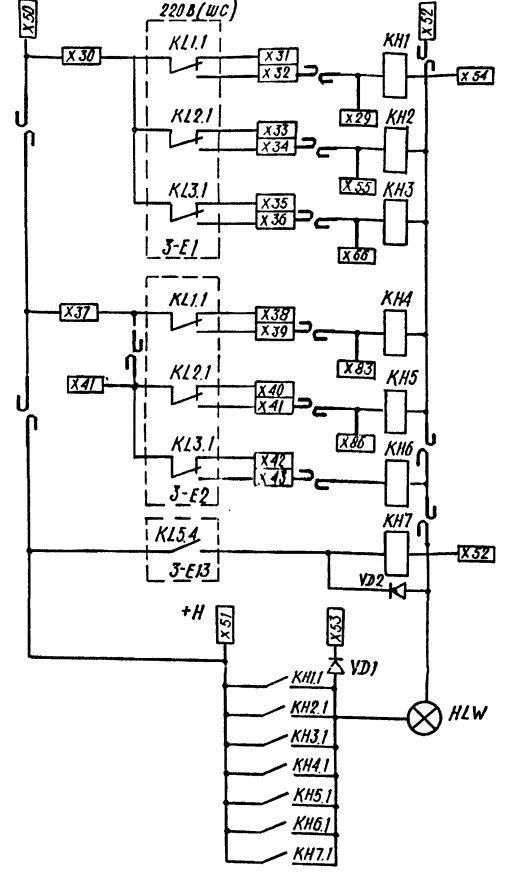 X50
220В(ШС)
X52
KL1.1
X30
X31
X32
KH1
X54
X29
KL2.1
X33
X34
KH2
X55
KL3.1
X35
X36
KH3
X66
3-E1
KL1.1
X37
X38
X39
KH4
X83
KL2.1
X41
X40
X41
KH5
X86
KL3.1
X42
X43
KH6
3-E2
KL5.4
KH7
X52
3-E13
VD2
+H
X51
X53
VD1
KH1.1
KH2.1
HLW
KH3.1
KH4.1
KH5.1
KH6.1
KH7.1